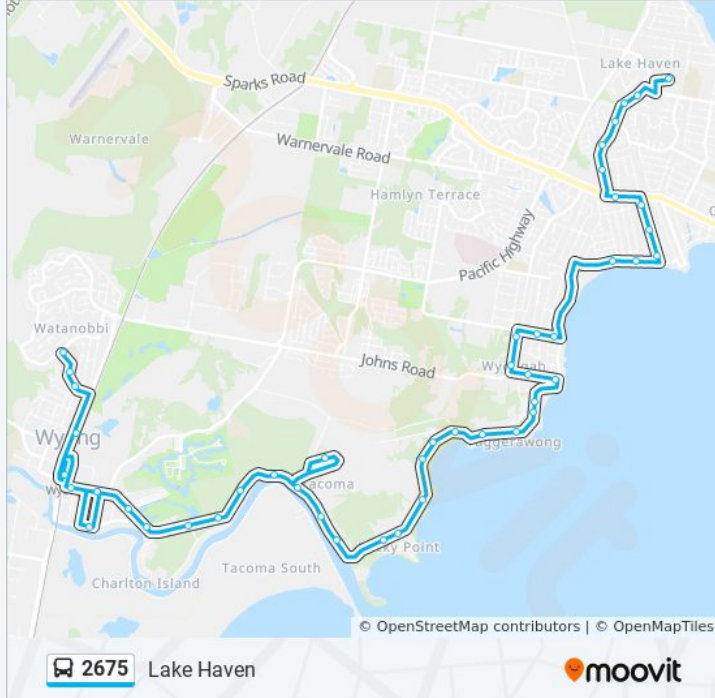 Lake Haven
Sparks Road
Warnervale
Warnervale Road
Hamlyn Terrace
Pacific Highway
Watanobbi
Johns Road
Tacoma South
Charlton Island
© OpenStreetMap contributors | © OpenMapTiles
2675 Lake Haven
moovit